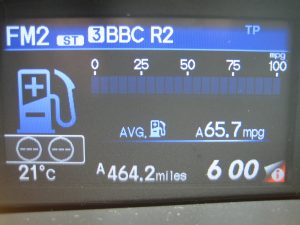 FM2 ST 3 BBC R2 TP
mpg
0 25 50 75 100
AVG. A 65.7 mpg
21°C A 464.2 miles 6 00 i